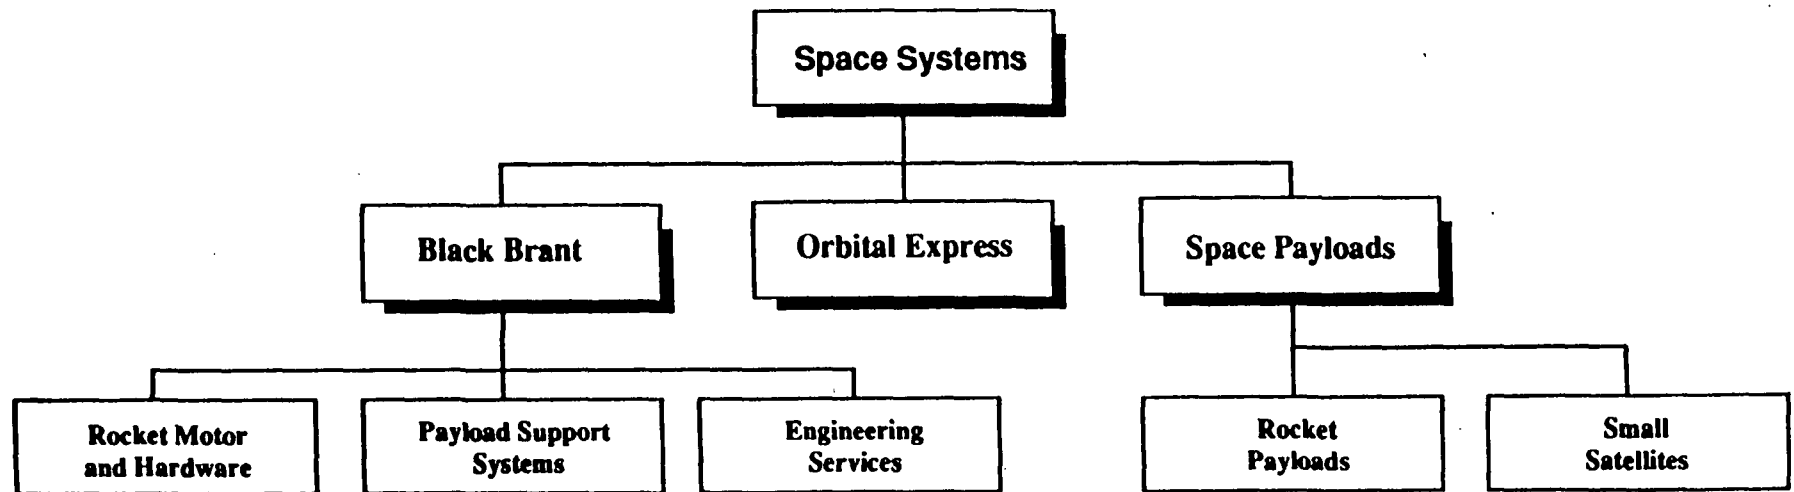 Space Systems
Black Brant
Orbital Express
Space Payloads
Rocket Motor
and Hardware
Payload Support
Systems
Engineering
Services
Rocket
Payloads
Small
Satellites